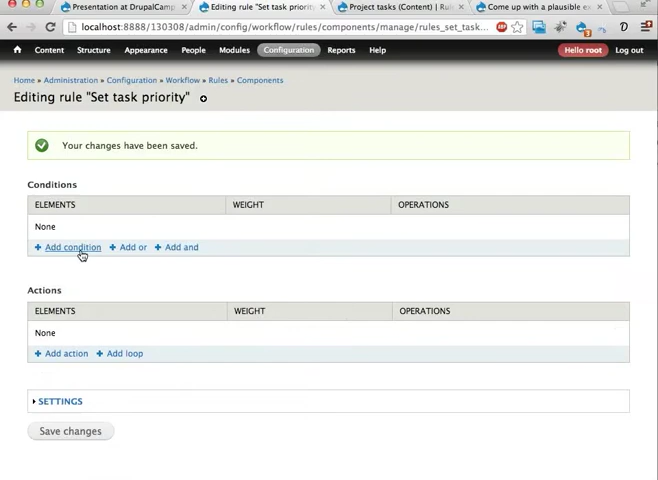 Presentation at DrupalCamp
Editing rule "Set task priority"
Project tasks (Content) | Rul
Come up with a plausible ex
localhost:8888/130308/admin/config/workflow/rules/components/manage/rules_set_task...
Content Structure Appearance People Modules Configuration Reports Help Hello root Log out
Home » Administration » Configuration » Workflow » Rules » Components
Editing rule "Set task priority"
Your changes have been saved.
Conditions
ELEMENTS WEIGHT OPERATIONS
None
+ Add condition + Add or + Add and
Actions
ELEMENTS WEIGHT OPERATIONS
None
+ Add action + Add loop
SETTINGS
Save changes